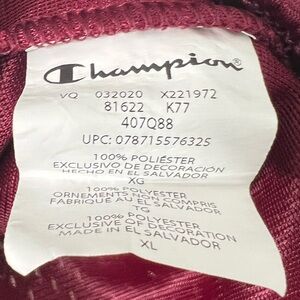 Champion®
VQ 032020 X221972
81622 K77
407Q88
UPC: 078715576325
100% POLIÉSTER
EXCLUSIVO DE DECORACIÓN
HECHO EN EL SALVADOR
XG
100% POLYESTER
ORNEMENTS NON COMPRIS
FABRIQUÉ AU EL SALVADOR
TG
100% POLYESTER
EXCLUSIVE OF DECORATION
MADE IN EL SALVADOR
XL